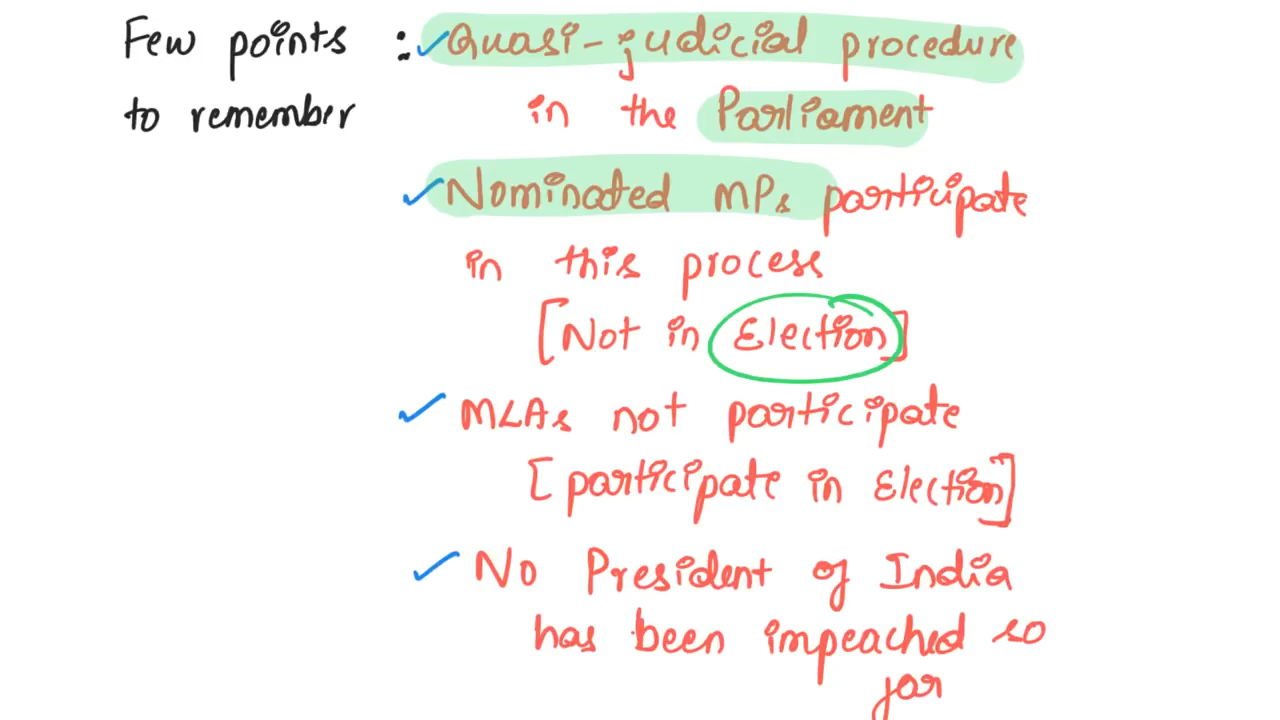 Few points : Quasi-judicial procedure
to remember in the Parliament
Nominated MPs participate
in this process
[Not in Election]
MLAs not participate
[participate in Election]
No President of India
has been impeached so
far